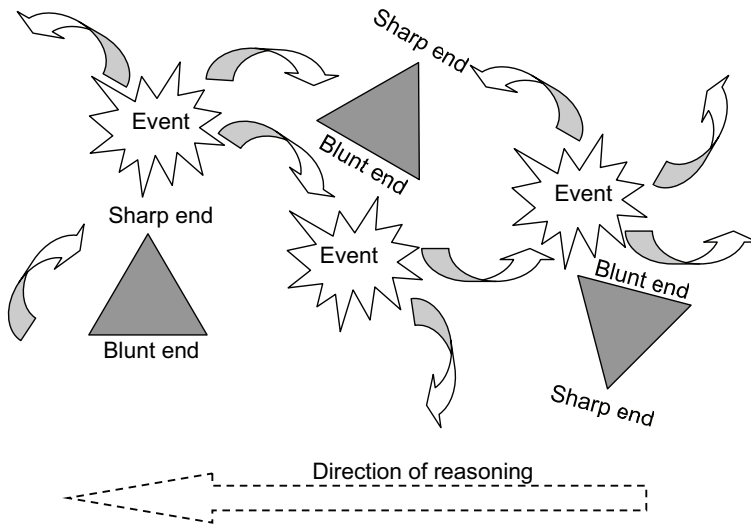 Sharp end
Event
Blunt end
Event
Sharp end
Event
Blunt end
Blunt end
Sharp end
Direction of reasoning